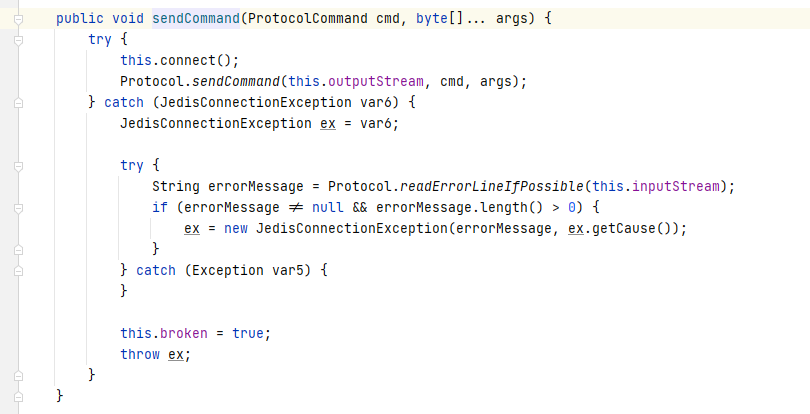 public void sendCommand(ProtocolCommand cmd, byte[]... args) {
try {
this.connect();
Protocol.sendCommand(this.outputStream, cmd, args);
} catch (JedisConnectionException var6) {
JedisConnectionException ex = var6;
try {
String errorMessage = Protocol.readErrorLineIfPossible(this.inputStream);
if (errorMessage != null && errorMessage.length() > 0) {
ex = new JedisConnectionException(errorMessage, ex.getCause());
}
} catch (Exception var5) {
}
this.broken = true;
throw ex;
}
}